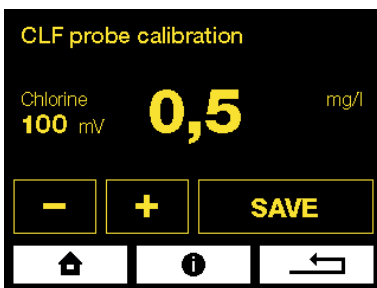 CLF probe calibration
Chlorine
100 mV
0,5
mg/l
- + SAVE